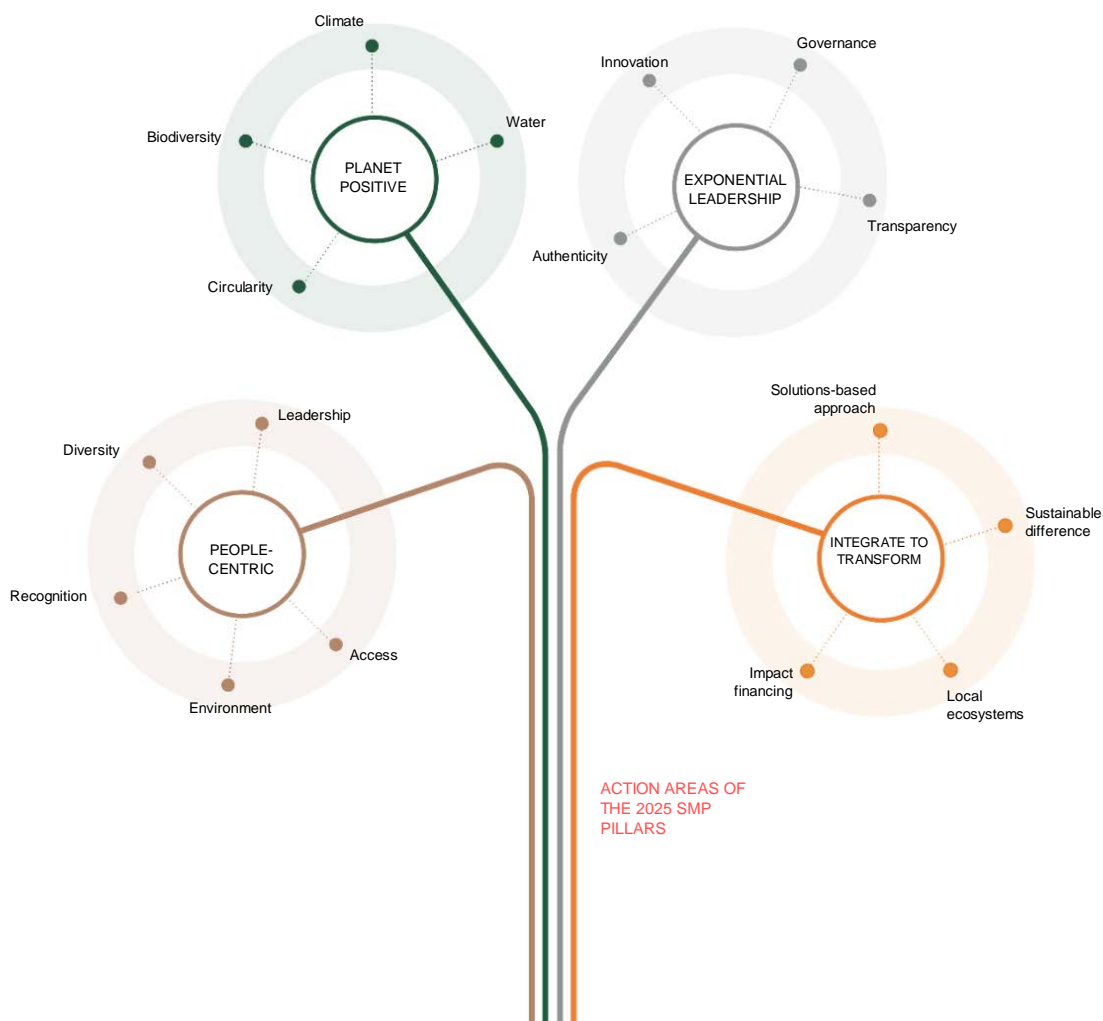 Climate
Water
Biodiversity
PLANET
POSITIVE
Circularity
Governance
Innovation
EXPONENTIAL
LEADERSHIP
Transparency
Authenticity
Leadership
Diversity
PEOPLE-
CENTRIC
Recognition
Access
Environment
Solutions-based
approach
Sustainable
difference
INTEGRATE TO
TRANSFORM
Impact
financing
Local
ecosystems
ACTION AREAS OF
THE 2025 SMP
PILLARS